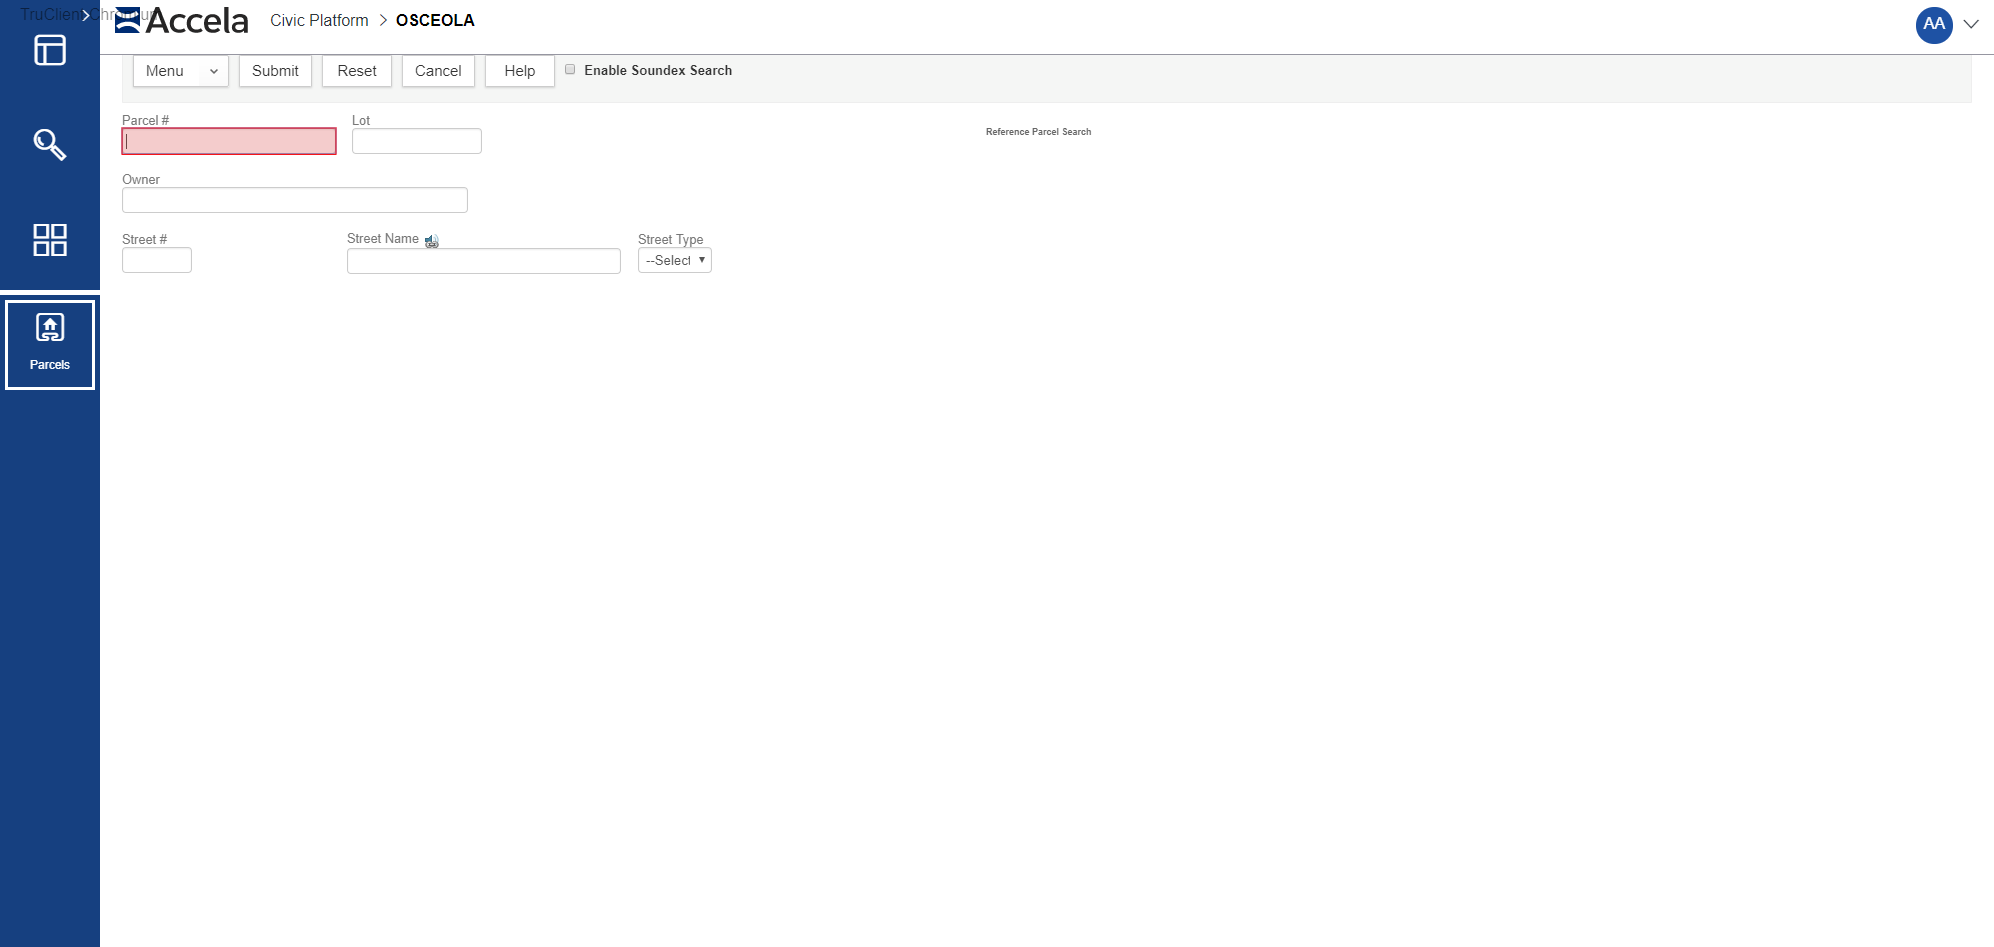 TruClient Chromium
Accela Civic Platform > OSCEOLA
AA
Menu Submit Reset Cancel Help Enable Soundex Search
Parcel # Lot
Reference Parcel Search
Owner
Street # Street Name Street Type
--Select
Parcels